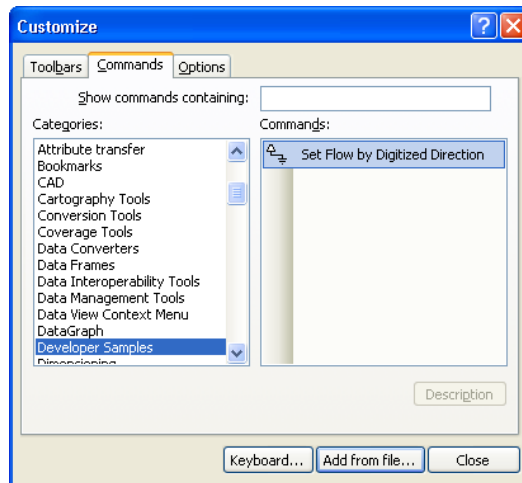 Customize
Toolbars Commands Options
Show commands containing:
Categories: Commands:
Attribute transfer
Set Flow by Digitized Direction
Bookmarks
CAD
Cartography Tools
Conversion Tools
Coverage Tools
Data Converters
Data Frames
Data Interoperability Tools
Data Management Tools
Data View Context Menu
DataGraph
Developer Samples
Dimensioning
Description
Keyboard... Add from file... Close